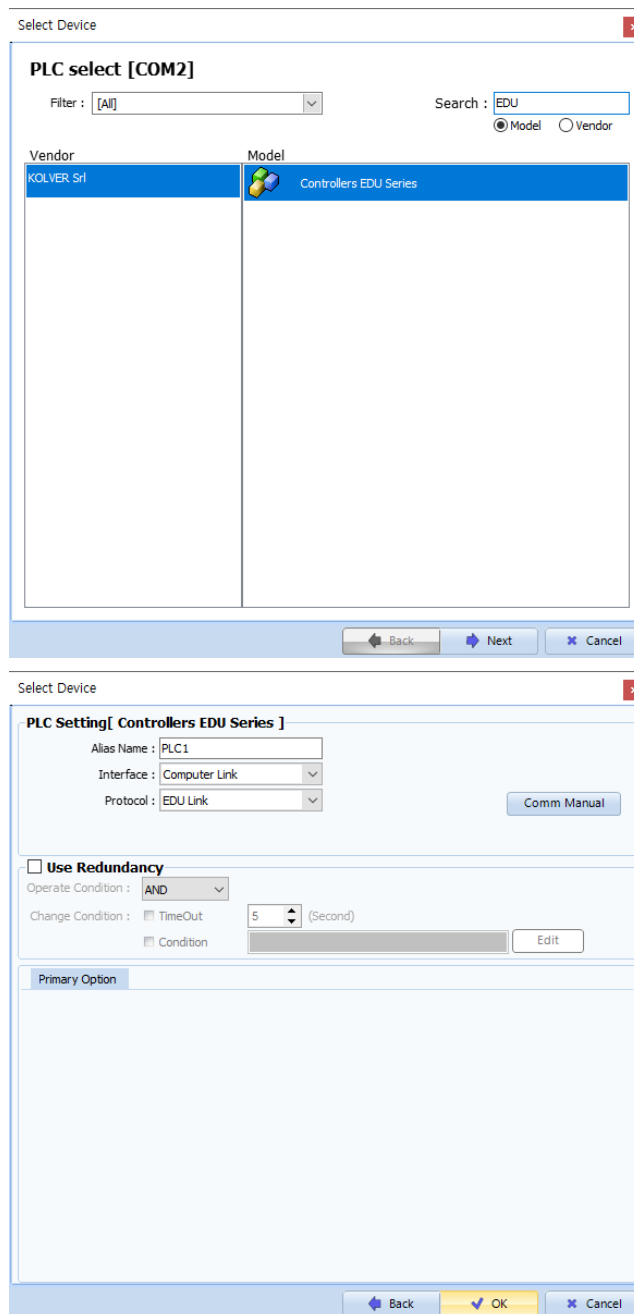 Select Device
PLC select [COM2]
Filter : [All] Search : EDU
Model Vendor
Vendor Model
KOLVER Srl Controllers EDU Series
Back Next Cancel
Select Device
PLC Setting[ Controllers EDU Series ]
Alias Name : PLC1
Interface : Computer Link
Protocol : EDU Link Comm Manual
Use Redundancy
Operate Condition : AND
Change Condition : TimeOut 5 (Second)
Condition Edit
Primary Option
Back OK Cancel